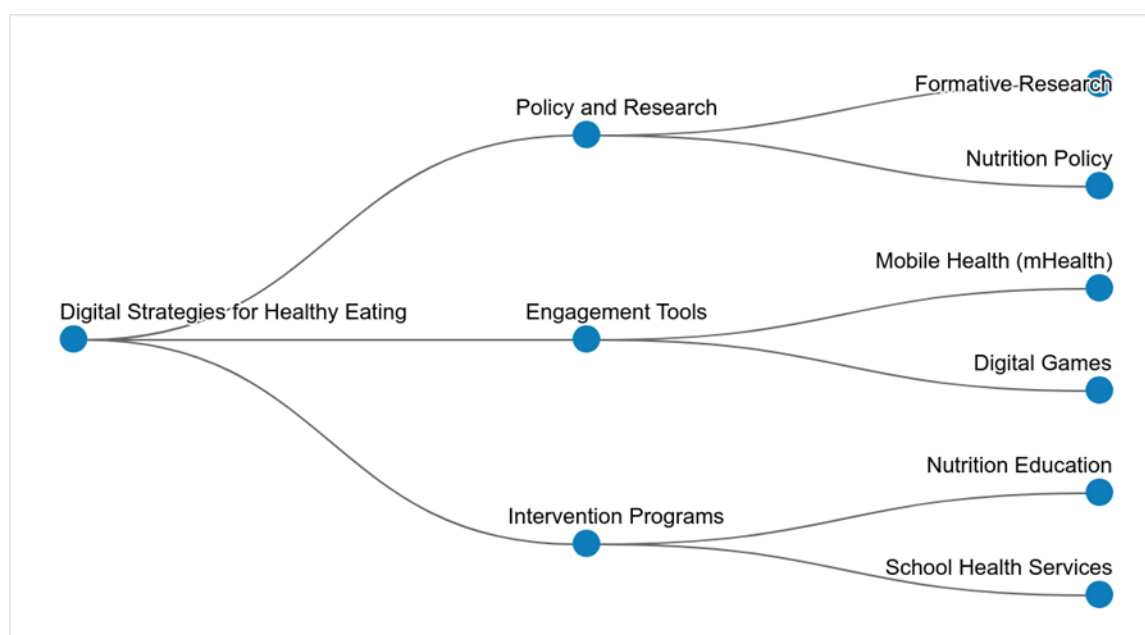 Formative Research
Policy and Research
Nutrition Policy
Mobile Health (mHealth)
Digital Strategies for Healthy Eating
Engagement Tools
Digital Games
Nutrition Education
Intervention Programs
School Health Services